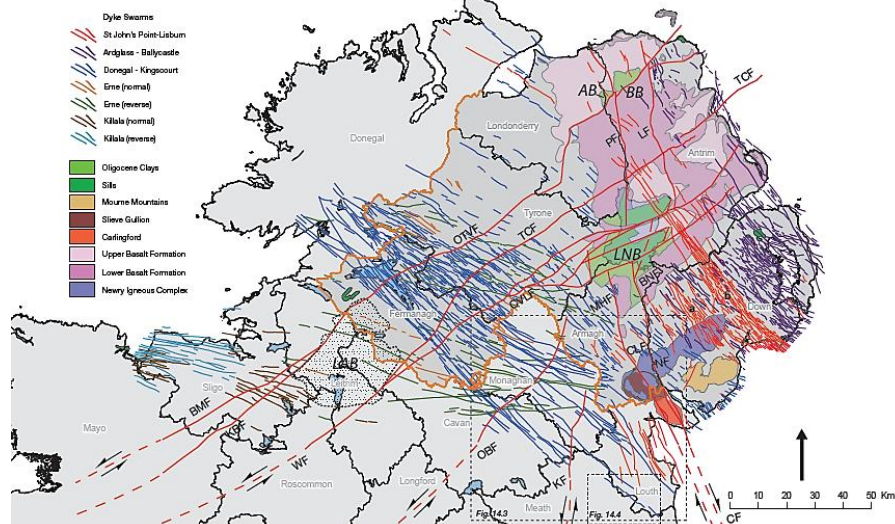 Dyke Swarms
St John's Point-Lisburn
Ardglass - Ballycastle
Donegal - Kingscourt
Erne (normal)
Erne (reverse)
Killala (normal)
Killala (reverse)
Oligocene Clays
Sills
Mourne Mountains
Slieve Gullion
Carlingford
Upper Basalt Formation
Lower Basalt Formation
Newry Igneous Complex
Donegal
Londonderry
AB
BB
TCF
PF
LF
Antrim
Tyrone
OTVF
TCF
LNB
Fermanagh
Armagh
Down
a
b
NF
LAB
Leitrim
Monaghan
Sligo
BMF
Mayo
WF
Cavan
OBF
KF
Roscommon
Longford
Meath
Louth
Fig. 14.3
Fig. 14.4
CF
0 10 20 30 40 50 Km